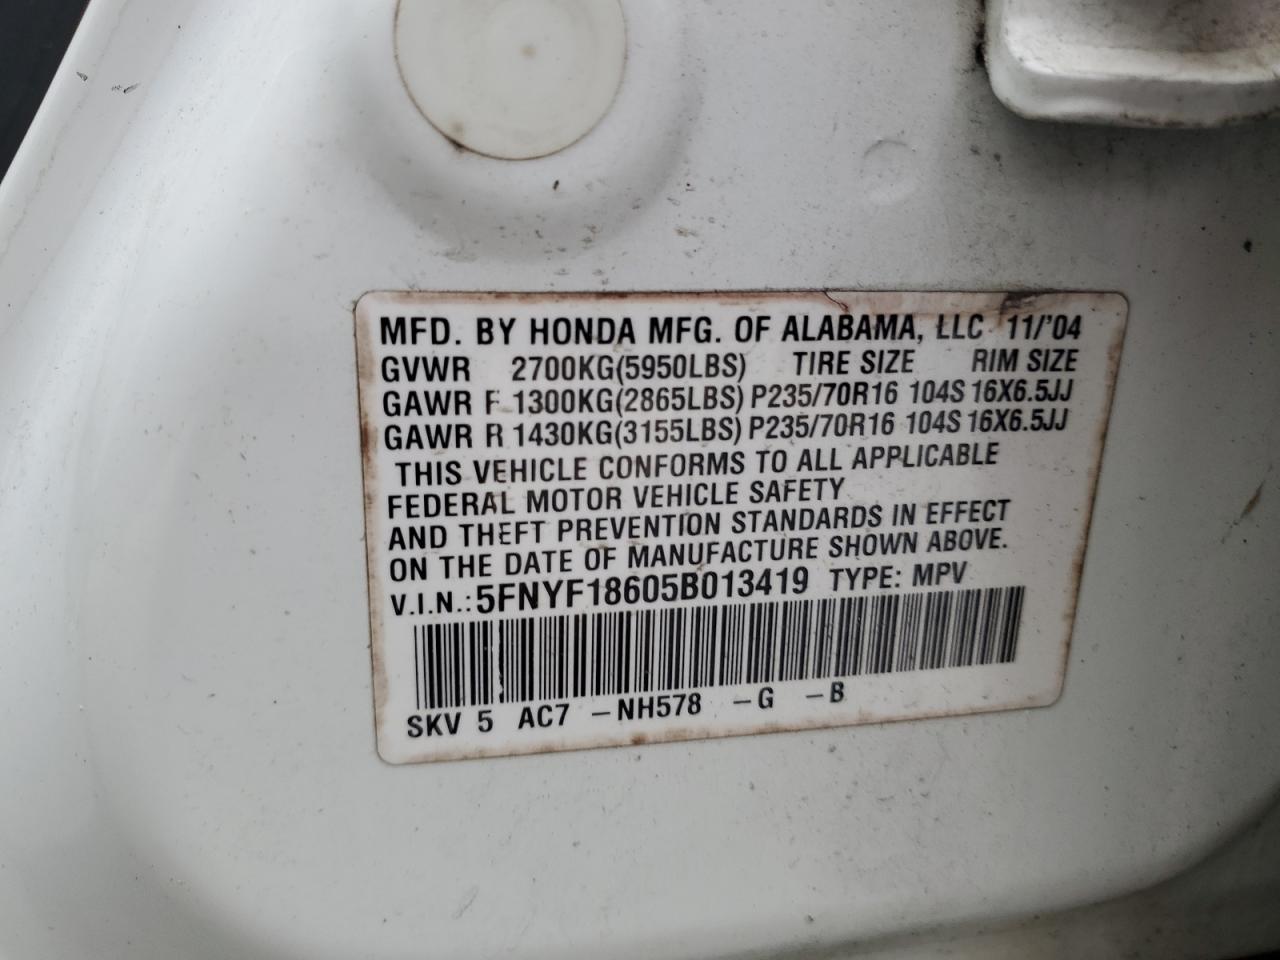 MFD. BY HONDA MFG. OF ALABAMA, LLC 11/'04
GVWR 2700KG(5950LBS) TIRE SIZE RIM SIZE
GAWR F 1300KG(2865LBS) P235/70R16 104S 16X6.5JJ
GAWR R 1430KG(3155LBS) P235/70R16 104S 16X6.5JJ
THIS VEHICLE CONFORMS TO ALL APPLICABLE
FEDERAL MOTOR VEHICLE SAFETY
AND THEFT PREVENTION STANDARDS IN EFFECT
ON THE DATE OF MANUFACTURE SHOWN ABOVE.
V.I.N.: 5FNYF18605B013419 TYPE: MPV
SKV 5 AC7 –NH578 –G –B